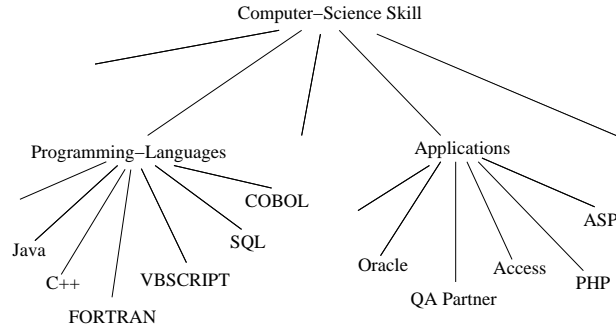 Computer–Science Skill
Programming–Languages
Applications
COBOL
ASP
Java
SQL
Oracle
Access
C++
VBSCRIPT
PHP
QA Partner
FORTRAN